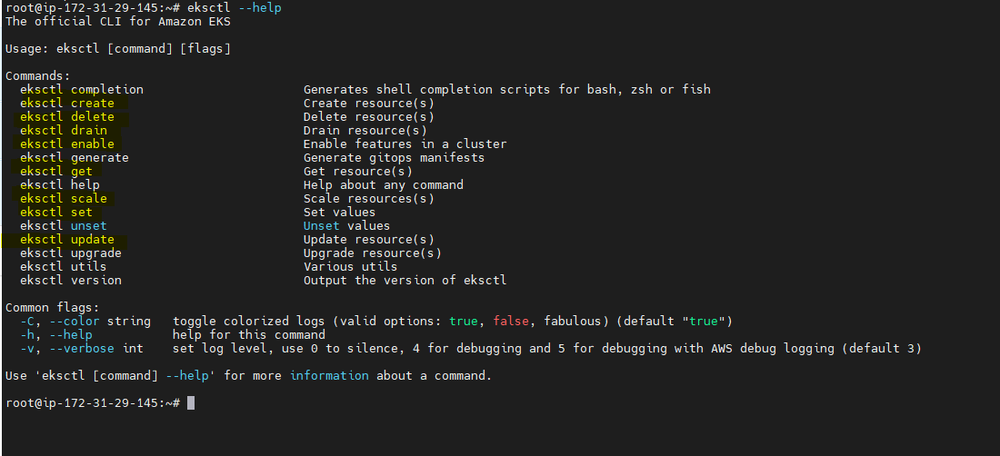 root@ip-172-31-29-145:~# eksctl --help
The official CLI for Amazon EKS
Usage: eksctl [command] [flags]
Commands:
eksctl completion Generates shell completion scripts for bash, zsh or fish
eksctl create Create resource(s)
eksctl delete Delete resource(s)
eksctl drain Drain resource(s)
eksctl enable Enable features in a cluster
eksctl generate Generate gitops manifests
eksctl get Get resource(s)
eksctl help Help about any command
eksctl scale Scale resources(s)
eksctl set Set values
eksctl unset Unset values
eksctl update Update resource(s)
eksctl upgrade Upgrade resource(s)
eksctl utils Various utils
eksctl version Output the version of eksctl
Common flags:
-C, --color string toggle colorized logs (valid options: true, false, fabulous) (default "true")
-h, --help help for this command
-v, --verbose int set log level, use 0 to silence, 4 for debugging and 5 for debugging with AWS debug logging (default 3)
Use 'eksctl [command] --help' for more information about a command.
root@ip-172-31-29-145:~#